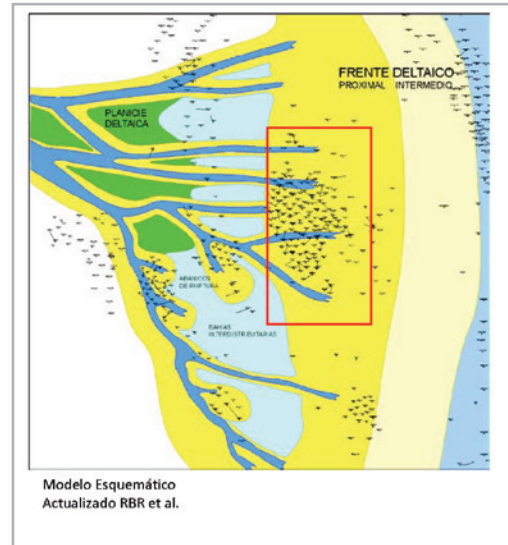 FRENTE DELTAICO
PROXIMAL INTERMEDIO
PLANICIE
DELTAICA
ABANICOS
DE RUPTURA
BAHIAS
INTERDISTRIBUTARIAS
Modelo Esquemático
Actualizado RBR et al.